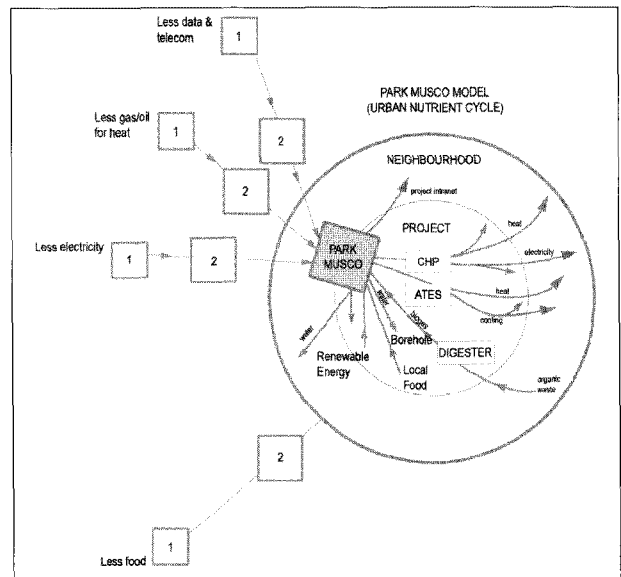 Less data &
telecom
1
PARK MUSCO MODEL
(URBAN NUTRIENT CYCLE)
Less gas/oil
for heat
1
2
NEIGHBOURHOOD
2
project intranet
PROJECT
heat
Less electricity
1
2
PARK
MUSCO
CHP
electricity
ATES
heat
cooling
water
water
biogas
Renewable
Energy
Borehole
DIGESTER
Local
Food
organic
waste
2
1
Less food